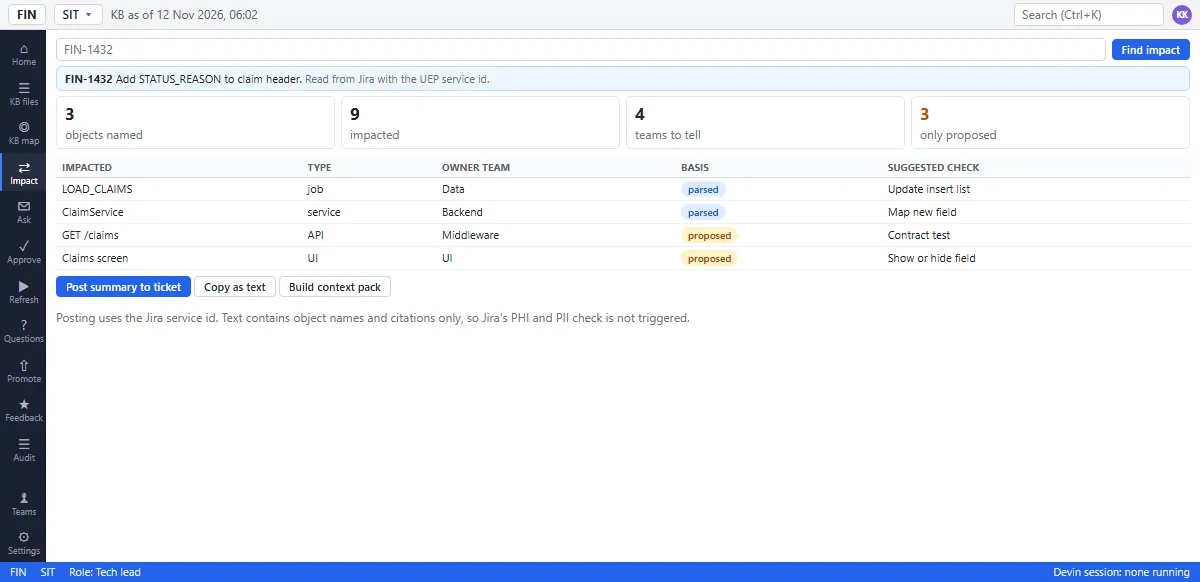 FIN SIT KB as of 12 Nov 2026, 06:02 Search (Ctrl+K) KK
Home
KB files
KB map
Impact
Ask
Approve
Refresh
Questions
Promote
Feedback
Audit
Teams
Settings
FIN-1432 Find impact
FIN-1432 Add STATUS_REASON to claim header. Read from Jira with the UEP service id.
3 9 4 3
objects named impacted teams to tell only proposed
IMPACTED TYPE OWNER TEAM BASIS SUGGESTED CHECK
LOAD_CLAIMS job Data parsed Update insert list
ClaimService service Backend parsed Map new field
GET /claims API Middleware proposed Contract test
Claims screen UI UI proposed Show or hide field
Post summary to ticket Copy as text Build context pack
Posting uses the Jira service id. Text contains object names and citations only, so Jira's PHI and PII check is not triggered.
FIN SIT Role: Tech lead Devin session: none running